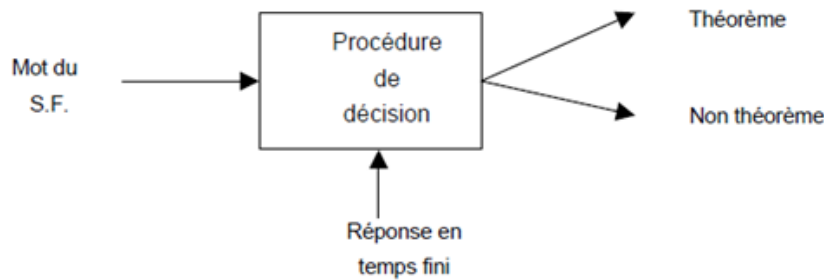 Mot du
S.F.
Procédure
de
décision
Théorème
Non théorème
Réponse en
temps fini